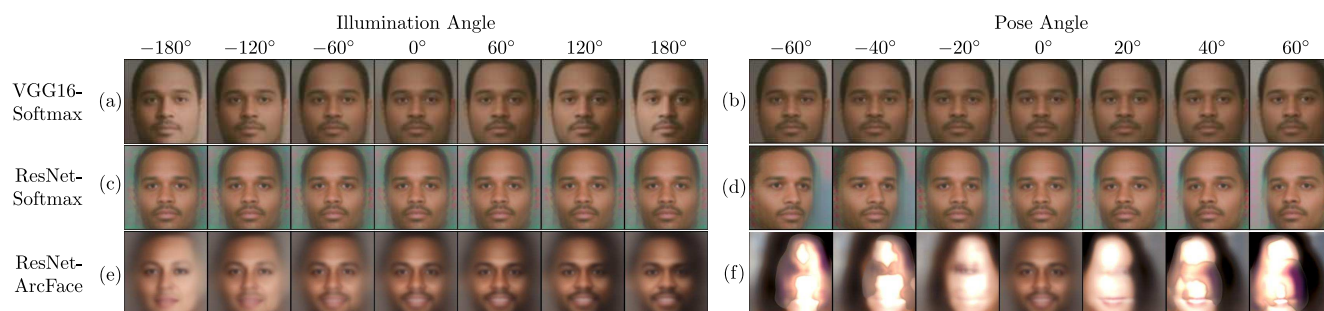 Illumination Angle
Pose Angle
−180° −120° −60° 0° 60° 120° 180°
−60° −40° −20° 0° 20° 40° 60°
VGG16-
Softmax
(a)
(b)
ResNet-
Softmax
(c)
(d)
ResNet-
ArcFace
(e)
(f)